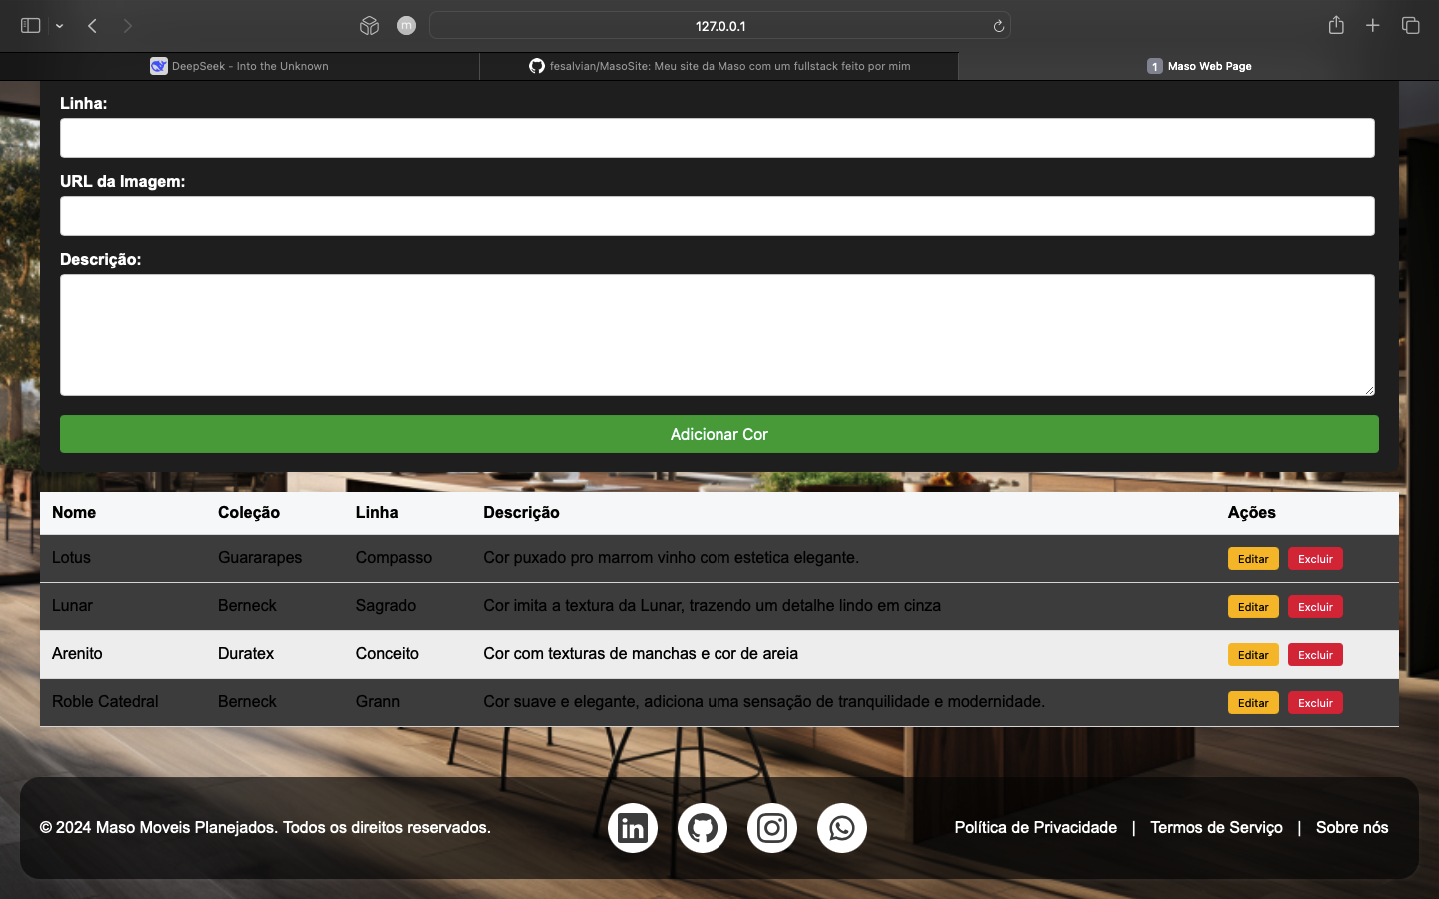 127.0.0.1
m
DeepSeek - Into the Unknown
fesalvian/MasoSite: Meu site da Maso com um fullstack feito por mim
1 Maso Web Page
Linha:
URL da Imagem:
Descrição:
Adicionar Cor
Nome Coleção Linha Descrição Ações
Lotus Guararapes Compasso Cor puxado pro marrom vinho com estetica elegante. Editar Excluir
Lunar Berneck Sagrado Cor imita a textura da Lunar, trazendo um detalhe lindo em cinza Editar Excluir
Arenito Duratex Conceito Cor com texturas de manchas e cor de areia Editar Excluir
Roble Catedral Berneck Grann Cor suave e elegante, adiciona uma sensação de tranquilidade e modernidade. Editar Excluir
© 2024 Maso Moveis Planejados. Todos os direitos reservados. in Política de Privacidade | Termos de Serviço | Sobre nós